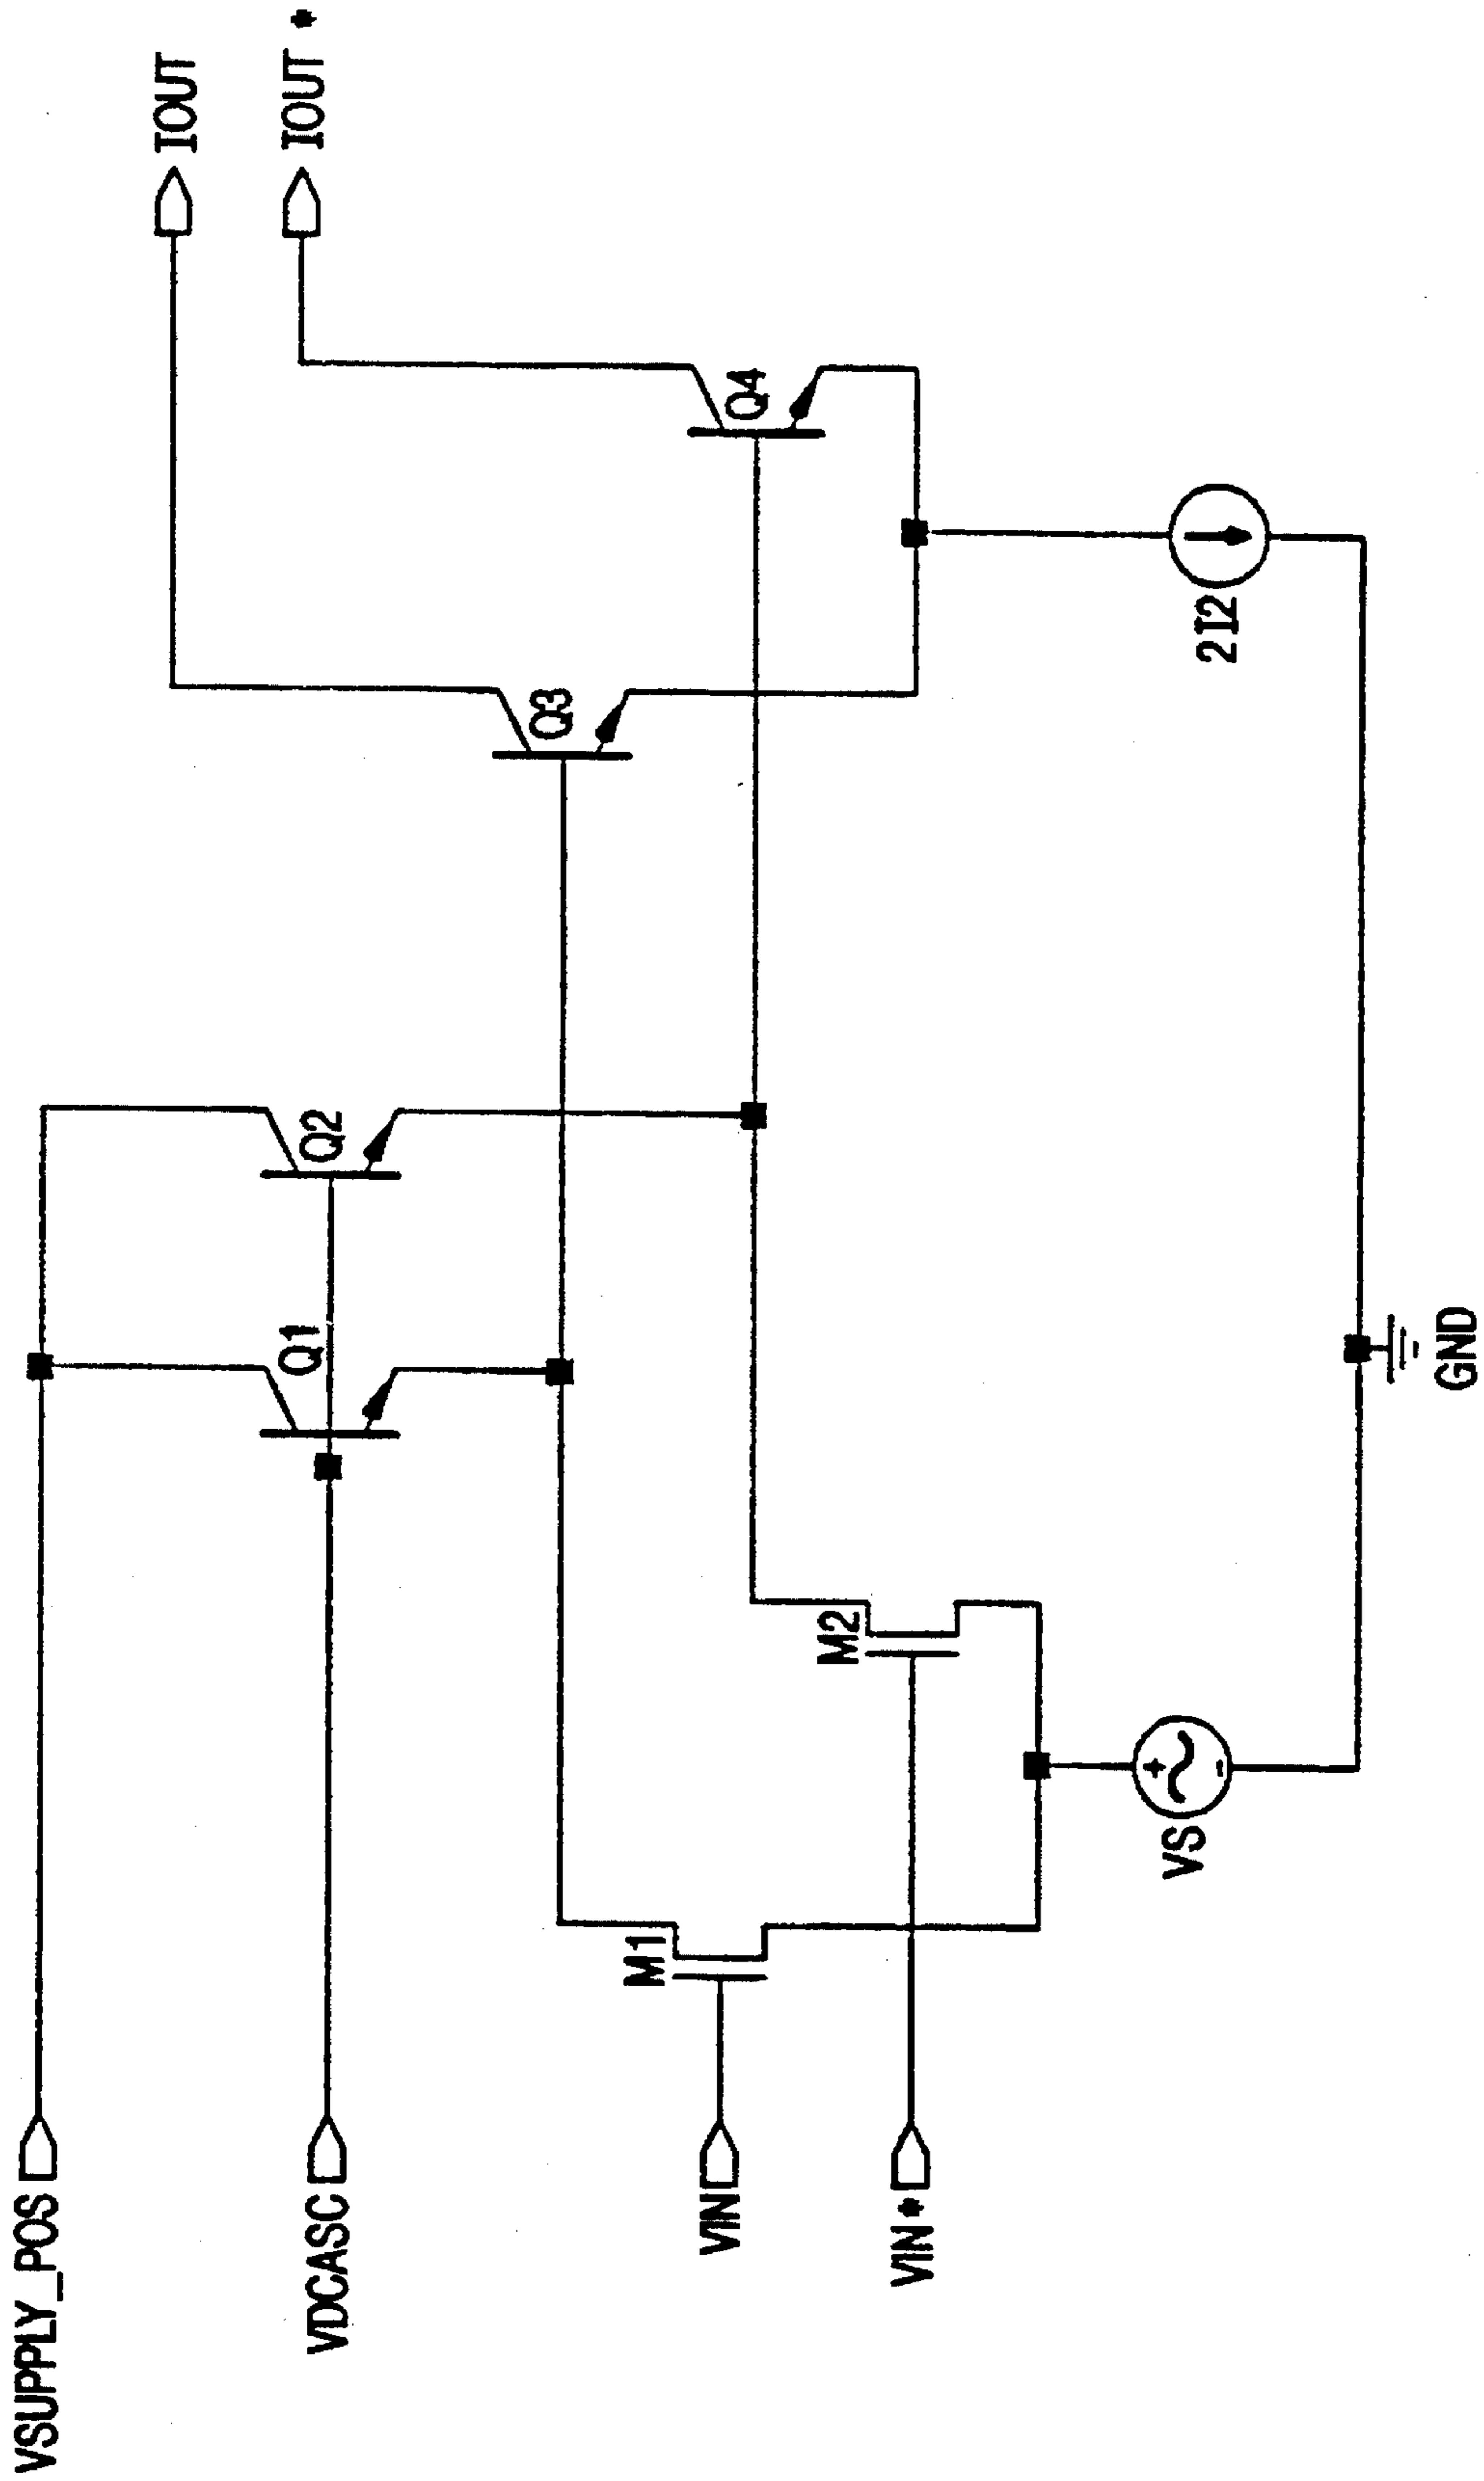 VSUPPLY_POS
VDCASC
VIN
VIN*
M1
M2
VS
+
-
Q1
Q2
GND
Q3
Q4
2I2
IOUT
IOUT*